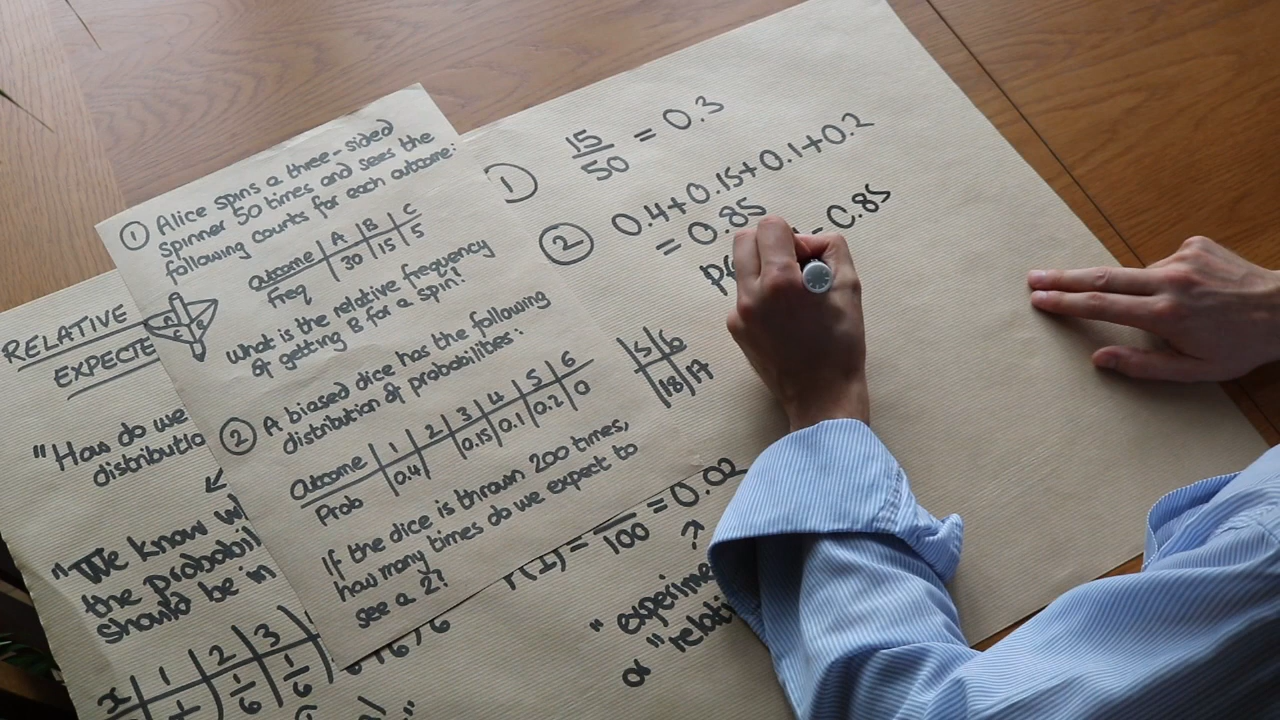 ① Alice spins a three-sided
spinner 50 times and sees the
following counts for each outcome:
Outcome A B C
Freq 30 15 5
What is the relative frequency
of getting B for a spin?
② A biased dice has the following
distribution of probabilities:
Outcome 1 2 3 4 5 6
Prob 0.4 0.15 0.1 0.2 0
If the dice is thrown 200 times,
how many times do we expect to
see a 2?
① 15/50 = 0.3
② 0.4+0.15+0.1+0.2
= 0.85
- 0.85
5 6
18 17
RELATIVE
"How do we
"We know
the
should be in
x 1 2 3
1/6 1/6
100 = 0.02
or